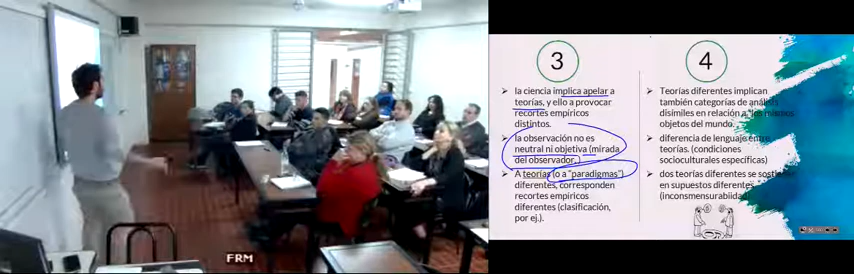 3
➢ la ciencia implica apelar a
teorías, y ello a provocar
recortes empíricos
distintos.
➢ la observación no es
neutral ni objetiva (mirada
del observador.)
➢ A teorías (o a "paradigmas")
diferentes, corresponden
recortes empíricos
diferentes (clasificación,
por ej.).
4
➢ Teorías diferentes implican
también categorías de análisis
disímiles en relación a los mismos
objetos del mundo.
➢ diferencia de lenguaje entre
teorías. (condiciones
socioculturales específicas)
➢ dos teorías diferentes se
en supuestos diferentes
(inconsmensurabilidad
FRM